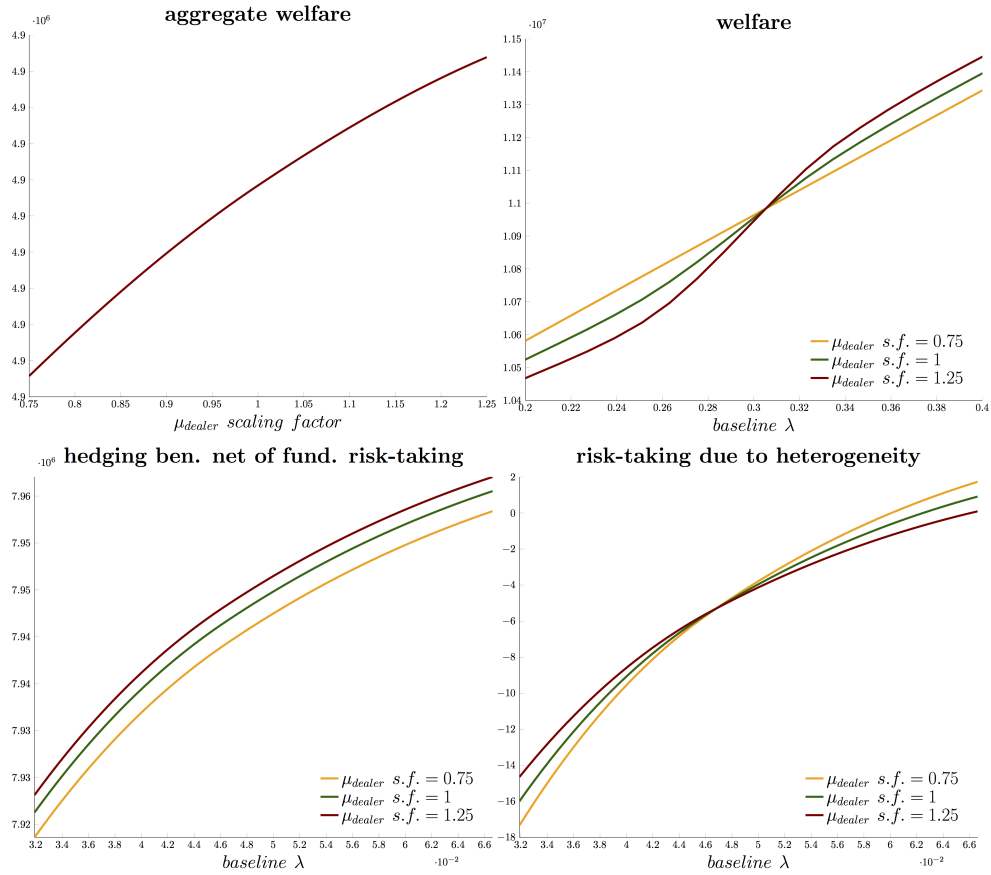 aggregate welfare
·10⁶
4.9
4.9
4.9
4.9
4.9
4.9
4.9
4.9
4.9
4.9
4.9
0.75 0.8 0.85 0.9 0.95 1 1.05 1.1 1.15 1.2 1.25
μdealer scaling factor
welfare
·10⁷
1.15
1.14
1.13
1.12
1.11
1.1
1.09
1.08
1.07
1.06
1.05
1.04
μdealer s.f. = 0.75
μdealer s.f. = 1
μdealer s.f. = 1.25
0.2 0.22 0.24 0.26 0.28 0.3 0.32 0.34 0.36 0.38 0.4
baseline λ
hedging ben. net of fund. risk-taking
·10⁶
7.96
7.95
7.95
7.94
7.94
7.93
7.93
7.92
μdealer s.f. = 0.75
μdealer s.f. = 1
μdealer s.f. = 1.25
3.2 3.4 3.6 3.8 4 4.2 4.4 4.6 4.8 5 5.2 5.4 5.6 5.8 6 6.2 6.4 6.6
baseline λ
·10⁻²
risk-taking due to heterogeneity
2
0
−2
−4
−6
−8
−10
−12
−14
−16
−18
μdealer s.f. = 0.75
μdealer s.f. = 1
μdealer s.f. = 1.25
3.2 3.4 3.6 3.8 4 4.2 4.4 4.6 4.8 5 5.2 5.4 5.6 5.8 6 6.2 6.4 6.6
baseline λ
·10⁻²